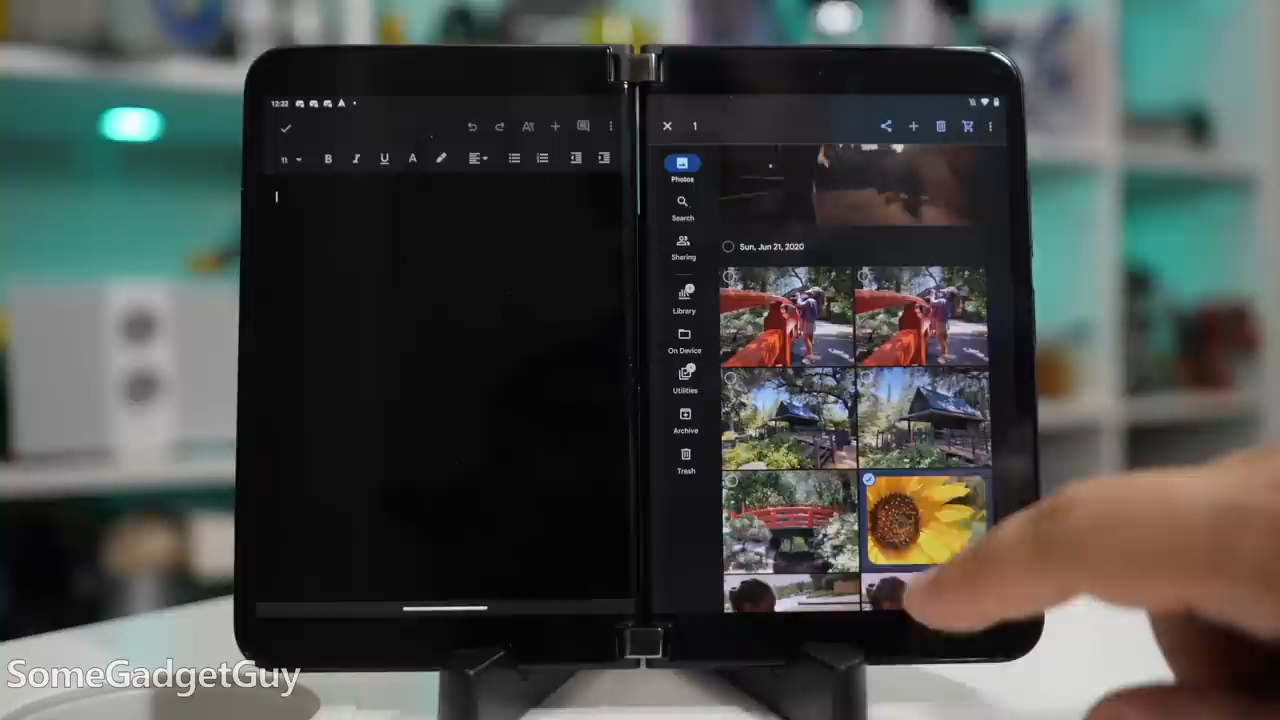 12:22
1
11
B
I
U
A
Photos
Search
Sharing
Library
On Device
Utilities
Archive
Trash
Sun, Jun 21, 2020
SomeGadgetGuy